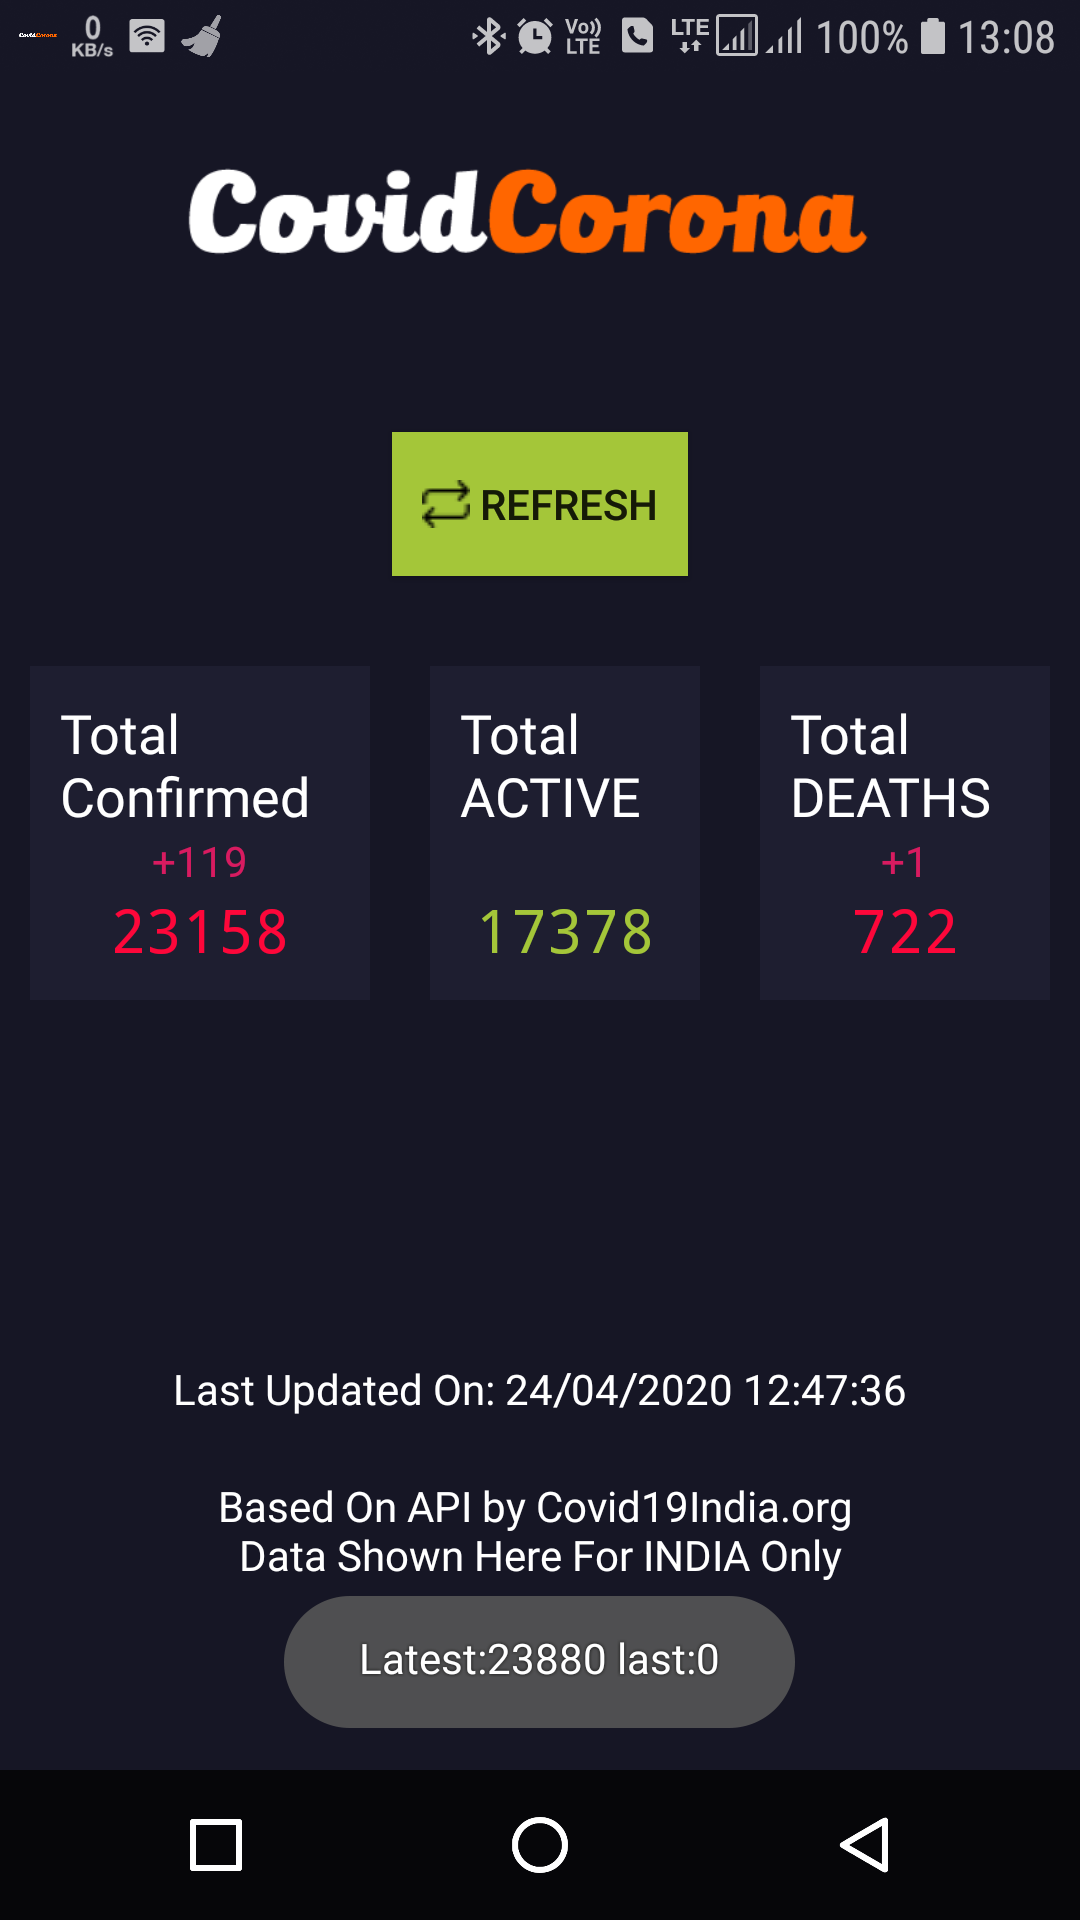 CovidCorona 0 KB/s Vo)) LTE LTE 100% 13:08
CovidCorona
REFRESH
Total Confirmed
+119
23158
Total ACTIVE
17378
Total DEATHS
+1
722
Last Updated On: 24/04/2020 12:47:36
Based On API by Covid19India.org
Data Shown Here For INDIA Only
Latest:23880 last:0